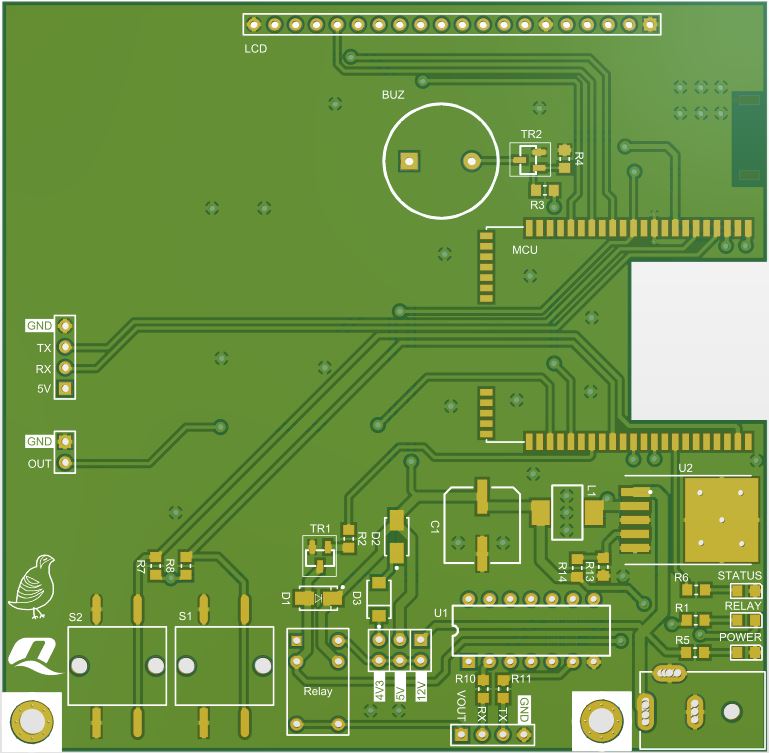 LCD
BUZ
TR2
R4
R3
MCU
GND
TX
RX
5V
GND
OUT
U2
L1
C1
TR1
R2
D2
R7
R8
R14
R13
R6
STATUS
D1
D3
S2
S1
U1
R1
RELAY
R5
POWER
Relay
4V3
5V
12V
R10
R11
VOUT
RX
TX
GND